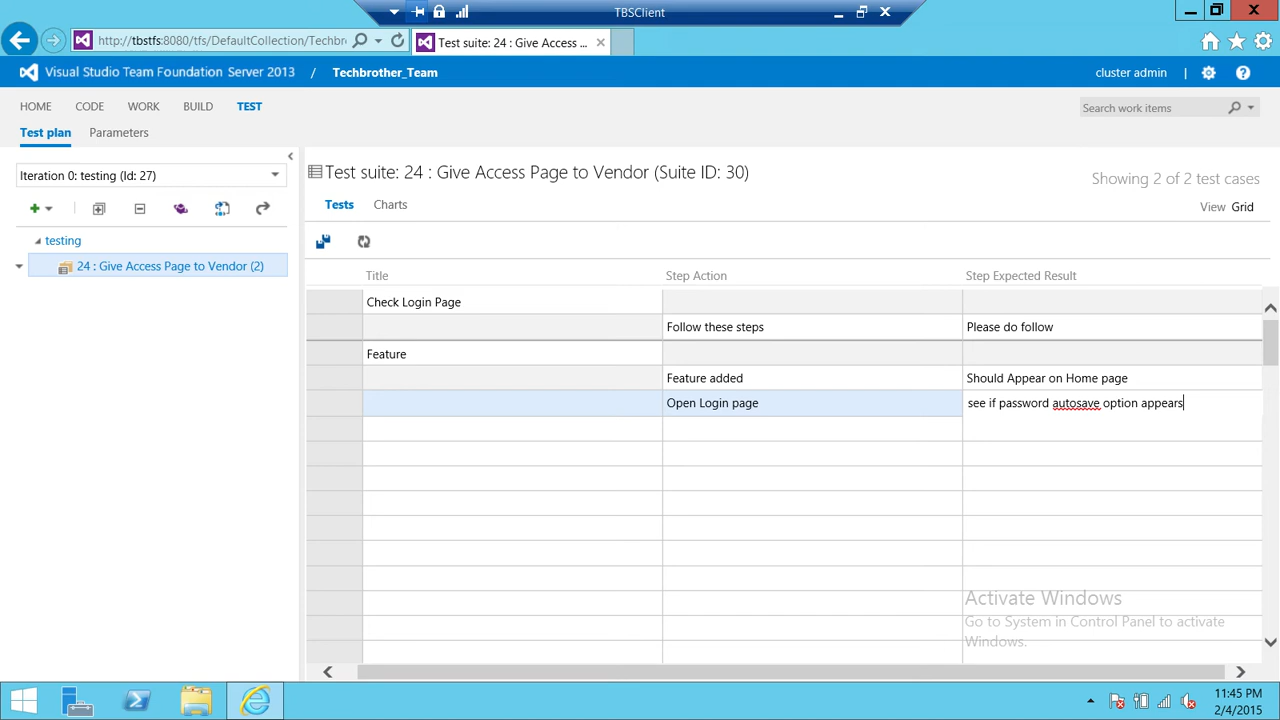 TBSClient
http://tbstfs:8080/tfs/DefaultCollection/Techbr
Test suite: 24 : Give Access ...
Visual Studio Team Foundation Server 2013 / Techbrother_Team
cluster admin
HOME CODE WORK BUILD TEST
Search work items
Test plan Parameters
Iteration 0: testing (Id: 27)
testing
24 : Give Access Page to Vendor (2)
Test suite: 24 : Give Access Page to Vendor (Suite ID: 30)
Showing 2 of 2 test cases
Tests Charts
View Grid
Title Step Action Step Expected Result
Check Login Page
Follow these steps Please do follow
Feature
Feature added Should Appear on Home page
Open Login page see if password autosave option appears
Activate Windows
Go to System in Control Panel to activate
Windows.
11:45 PM
2/4/2015